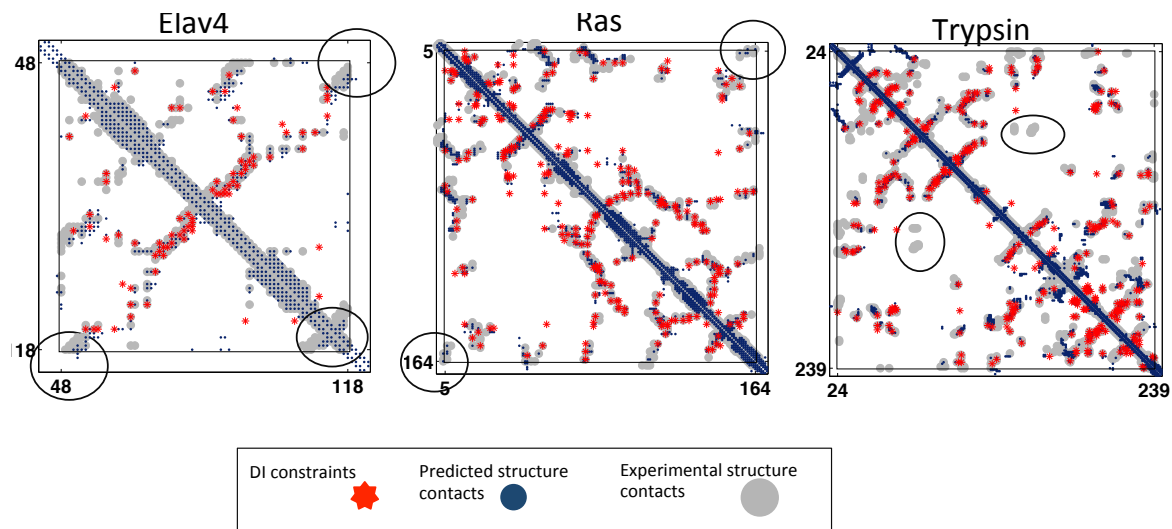 Elav4
Ras
Trypsin
48
18
48
118
5
164
5
164
24
239
24
239
DI constraints
Predicted structure
contacts
Experimental structure
contacts